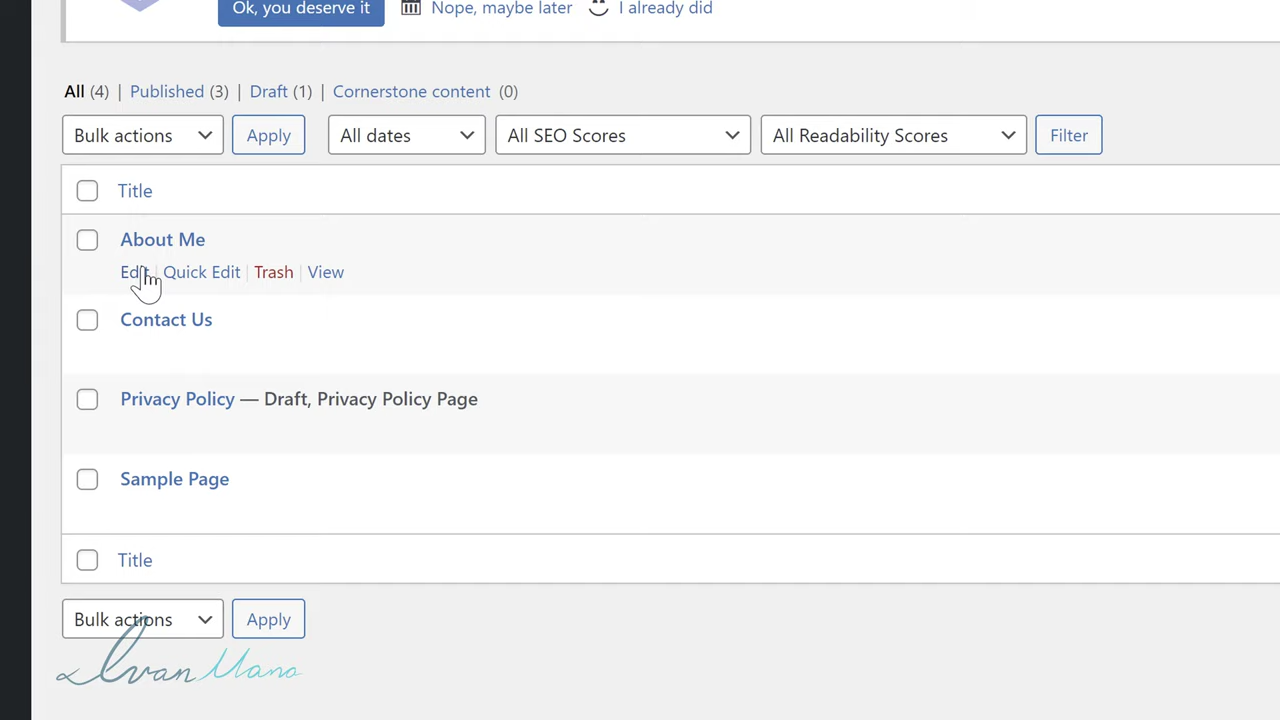 Ok, you deserve it Nope, maybe later I already did
All (4) | Published (3) | Draft (1) | Cornerstone content (0)
Bulk actions Apply All dates All SEO Scores All Readability Scores Filter
Title
About Me
Edit | Quick Edit | Trash | View
Contact Us
Privacy Policy — Draft, Privacy Policy Page
Sample Page
Title
Bulk actions Apply
Ivan Mana